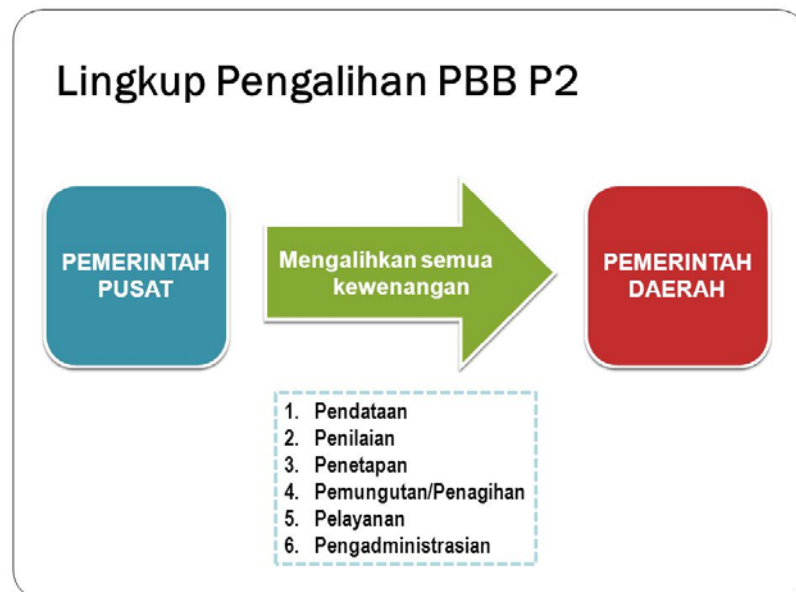 Lingkup Pengalihan PBB P2
PEMERINTAH
PUSAT
Mengalihkan semua
kewenangan
PEMERINTAH
DAERAH
1. Pendataan
2. Penilaian
3. Penetapan
4. Pemungutan/Penagihan
5. Pelayanan
6. Pengadministrasian